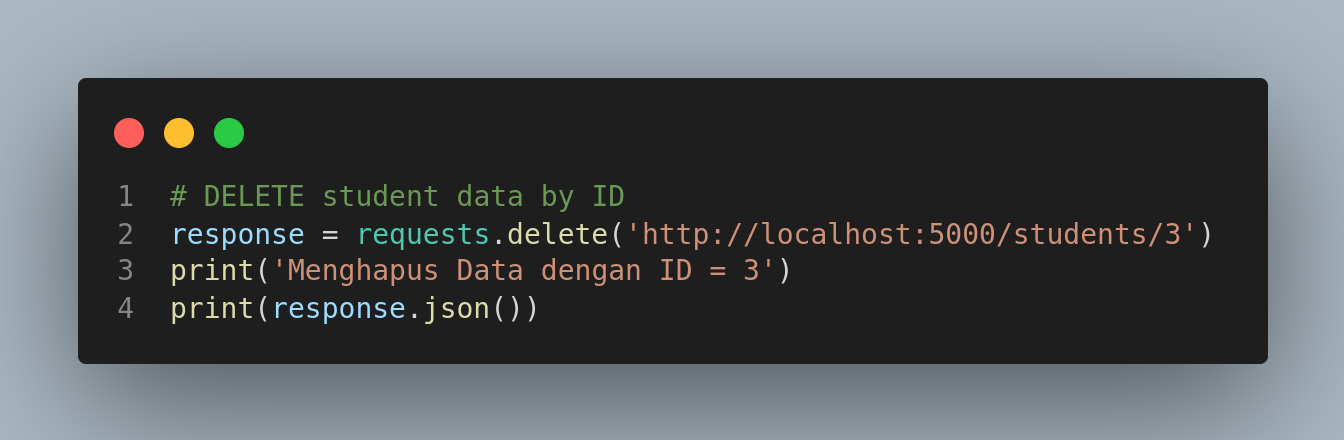 1 # DELETE student data by ID
2 response = requests.delete('http://localhost:5000/students/3')
3 print('Menghapus Data dengan ID = 3')
4 print(response.json())